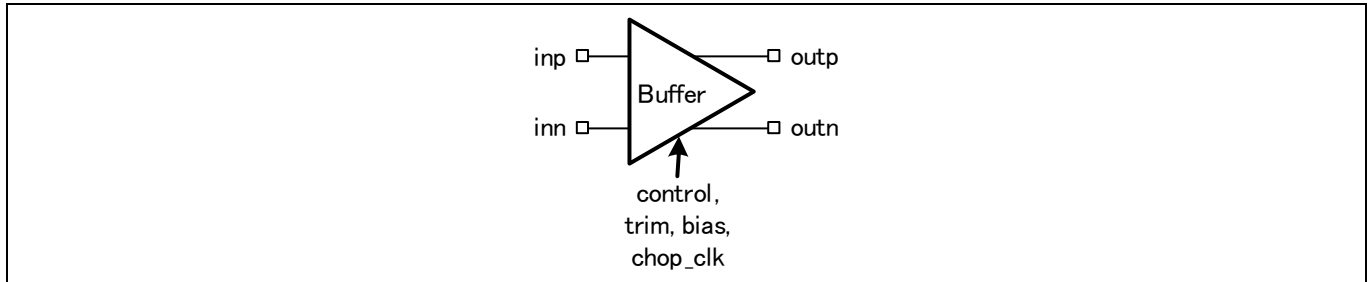 inp
outp
Buffer
inn
outn
control,
trim, bias,
chop_clk